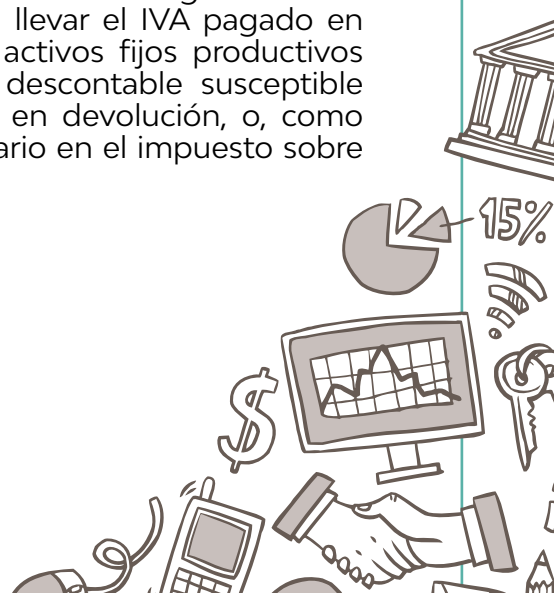 llevar el IVA pagado en
activos fijos productivos
descontable susceptible
en devolución, o, como
ario en el impuesto sobre
15%
$